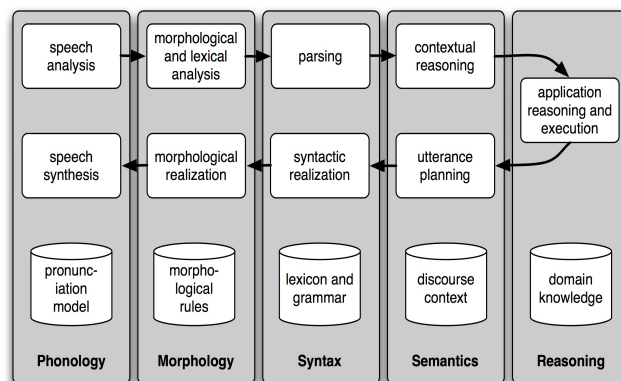 speech
analysis
morphological
and lexical
analysis
parsing
contextual
reasoning
application
reasoning and
execution
speech
synthesis
morphological
realization
syntactic
realization
utterance
planning
pronunc-
iation
model
morpho-
logical
rules
lexicon and
grammar
discourse
context
domain
knowledge
Phonology
Morphology
Syntax
Semantics
Reasoning